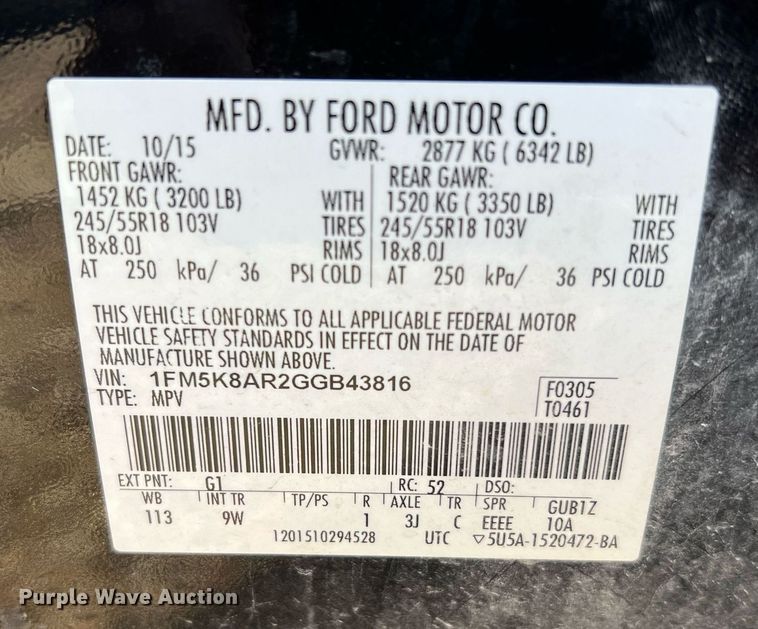 MFD. BY FORD MOTOR CO.
DATE: 10/15 GVWR: 2877 KG ( 6342 LB)
FRONT GAWR: REAR GAWR:
1452 KG ( 3200 LB) WITH 1520 KG ( 3350 LB) WITH
245/55R18 103V TIRES 245/55R18 103V TIRES
18x8.0J RIMS 18x8.0J RIMS
AT 250 kPa/ 36 PSI COLD AT 250 kPa/ 36 PSI COLD
THIS VEHICLE CONFORMS TO ALL APPLICABLE FEDERAL MOTOR
VEHICLE SAFETY STANDARDS IN EFFECT ON THE DATE OF
MANUFACTURE SHOWN ABOVE.
VIN: 1FM5K8AR2GGB43816 F0305
TYPE: MPV T0461
EXT PNT: G1 RC: 52 DSO:
WB INT TR TP/PS R AXLE TR SPR GUB1Z
113 9W 1 3J C EEEE 10A
1201510294528 UTC ▽5U5A-1520472-BA
Purple Wave Auction